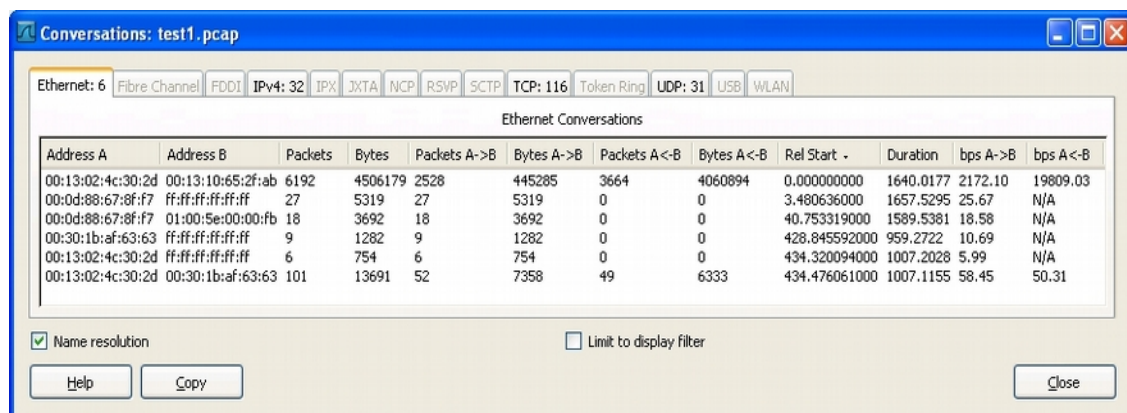 Conversations: test1.pcap
Ethernet: 6 Fibre Channel FDDI IPv4: 32 IPX JXTA NCP RSVP SCTP TCP: 116 Token Ring UDP: 31 USB WLAN
Ethernet Conversations
Address A Address B Packets Bytes Packets A->B Bytes A->B Packets A<-B Bytes A<-B Rel Start Duration bps A->B bps A<-B
00:13:02:4c:30:2d 00:13:10:65:2f:ab 6192 4506179 2528 445285 3664 4060894 0.000000000 1640.0177 2172.10 19809.03
00:0d:88:67:8f:f7 ff:ff:ff:ff:ff:ff 27 5319 27 5319 0 0 3.480636000 1657.5295 25.67 N/A
00:0d:88:67:8f:f7 01:00:5e:00:00:fb 18 3692 18 3692 0 0 40.753319000 1589.5381 18.58 N/A
00:30:1b:af:63:63 ff:ff:ff:ff:ff:ff 9 1282 9 1282 0 0 428.845592000 959.2722 10.69 N/A
00:13:02:4c:30:2d ff:ff:ff:ff:ff:ff 6 754 6 754 0 0 434.320094000 1007.2028 5.99 N/A
00:13:02:4c:30:2d 00:30:1b:af:63:63 101 13691 52 7358 49 6333 434.476061000 1007.1155 58.45 50.31
Name resolution Limit to display filter
Help Copy Close